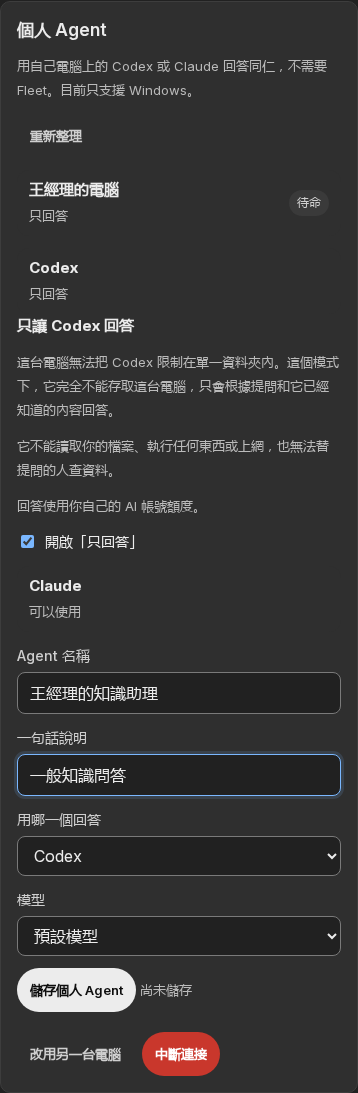 個人 Agent
用自己電腦上的 Codex 或 Claude 回答同仁，不需要
Fleet。目前只支援 Windows。
重新整理
王經理的電腦
只回答
待命
Codex
只回答
只讓 Codex 回答
這台電腦無法把 Codex 限制在單一資料夾內。這個模式
下，它完全不能存取這台電腦，只會根據提問和它已經
知道的內容回答。
它不能讀取你的檔案、執行任何東西或上網，也無法替
提問的人查資料。
回答使用你自己的 AI 帳號額度。
開啟「只回答」
Claude
可以使用
Agent 名稱
王經理的知識助理
一句話說明
一般知識問答
用哪一個回答
Codex
模型
預設模型
儲存個人 Agent
尚未儲存
改用另一台電腦
中斷連接